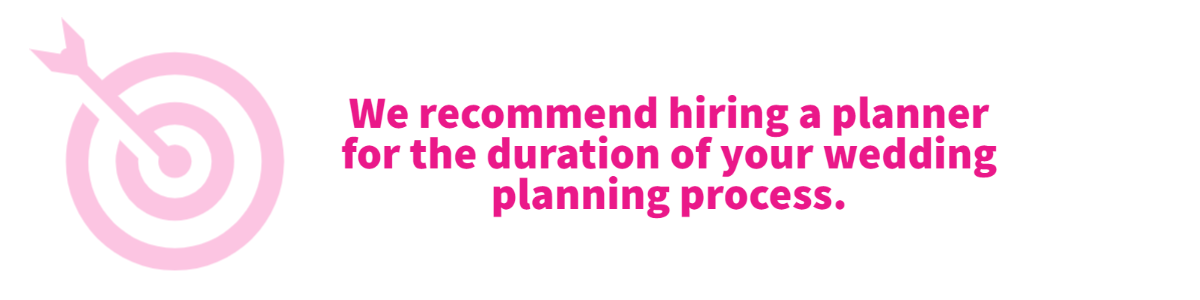 We recommend hiring a planner
for the duration of your wedding
planning process.